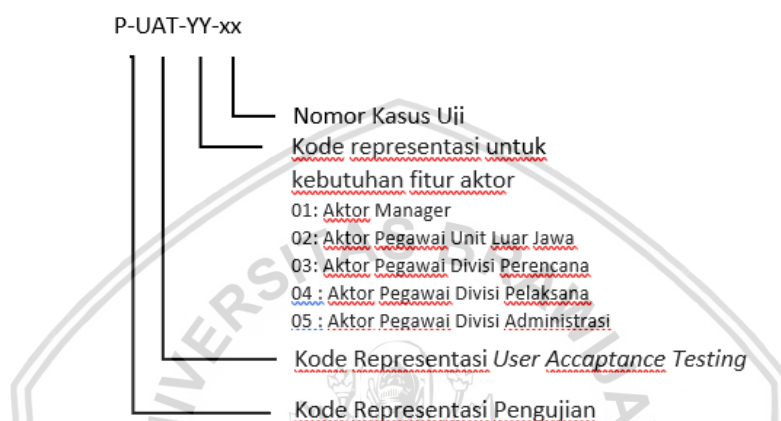 P-UAT-YY-xx
Nomor Kasus Uji
Kode representasi untuk
kebutuhan fitur aktor
01: Aktor Manager
02: Aktor Pegawai Unit Luar Jawa
03: Aktor Pegawai Divisi Perencana
04 : Aktor Pegawai Divisi Pelaksana
05 : Aktor Pegawai Divisi Administrasi
Kode Representasi User Accaptance Testing
Kode Representasi Pengujian